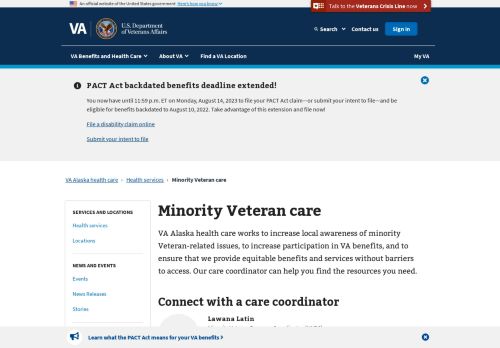 An official website of the United States government Here's how you know
Talk to the Veterans Crisis Line now
VA
U.S. Department
of Veterans Affairs
Search
Contact us
Sign in
VA Benefits and Health Care
About VA
Find a VA Location
My VA
PACT Act backdated benefits deadline extended!
You now have until 11:59 p.m. ET on Monday, August 14, 2023 to file your PACT Act claim—or submit your intent to file—and be
eligible for benefits backdated to August 10, 2022. Take advantage of this extension and file now!
File a disability claim online
Submit your intent to file
VA Alaska health care › Health services › Minority Veteran care
SERVICES AND LOCATIONS
Health services
Locations
NEWS AND EVENTS
Events
News Releases
Stories
Minority Veteran care
VA Alaska health care works to increase local awareness of minority
Veteran-related issues, to increase participation in VA benefits, and to
ensure that we provide equitable benefits and services without barriers
to access. Our care coordinator can help you find the resources you need.
Connect with a care coordinator
Lawana Latin
Learn what the PACT Act means for your VA benefits